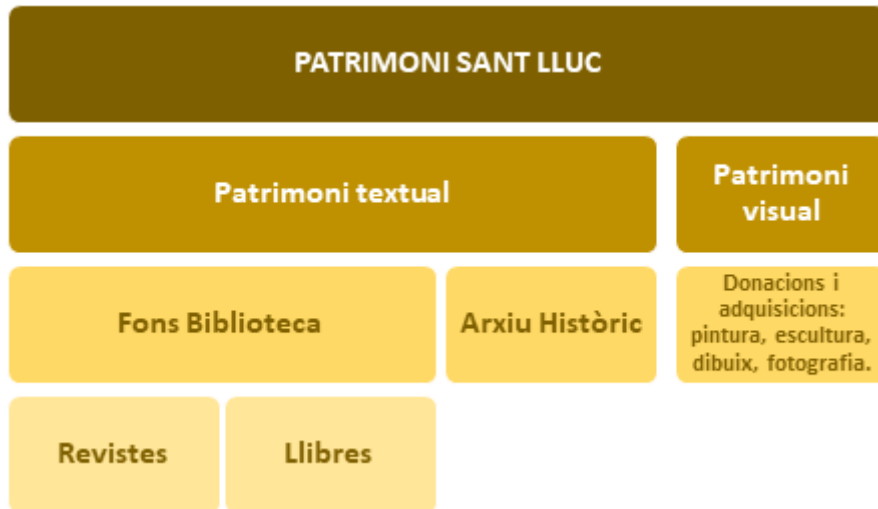 PATRIMONI SANT LLUC
Patrimoni textual
Patrimoni
visual
Fons Biblioteca
Arxiu Històric
Donacions i
adquisicions:
pintura, escultura,
dibuix, fotografia.
Revistes
Llibres